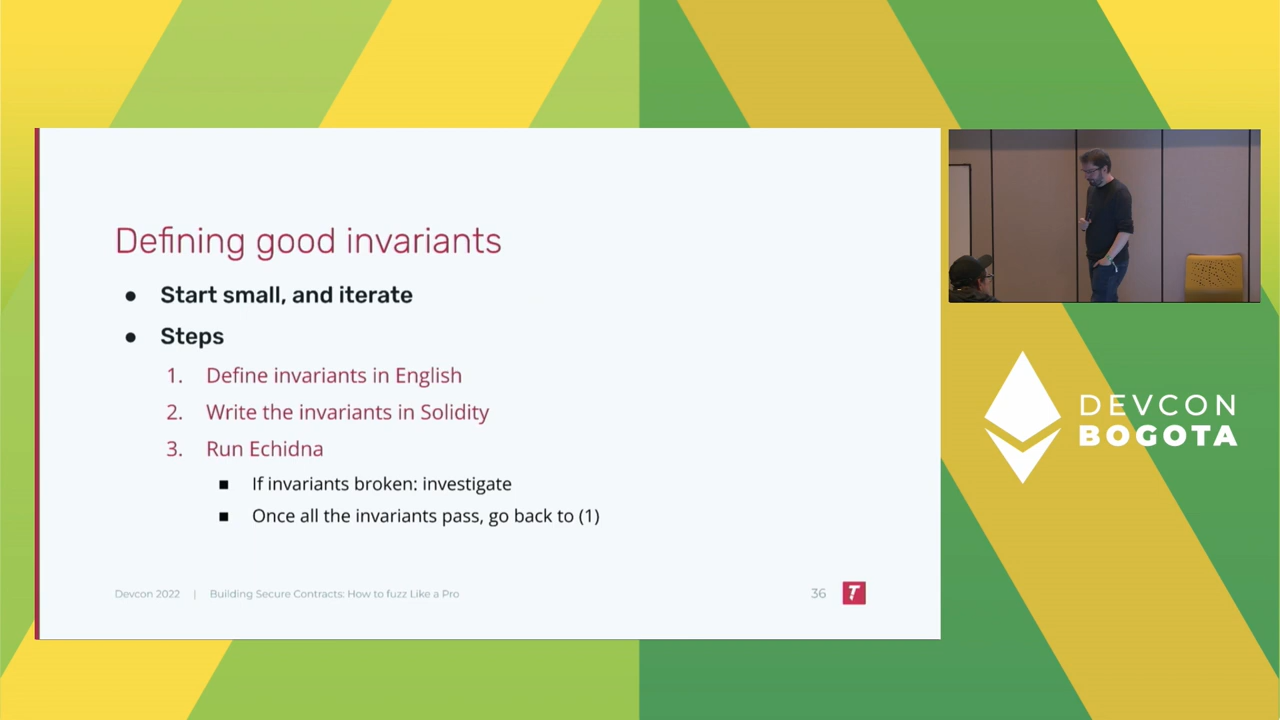 Defining good invariants
● Start small, and iterate
● Steps
1. Define invariants in English
2. Write the invariants in Solidity
3. Run Echidna
■ If invariants broken: investigate
■ Once all the invariants pass, go back to (1)
Devcon 2022 | Building Secure Contracts: How to fuzz Like a Pro
36
DEVCON
BOGOTA